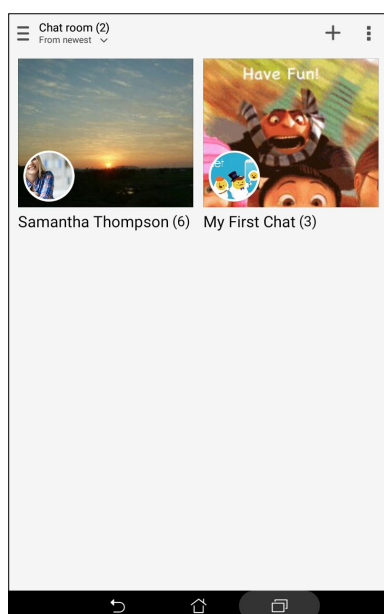 Chat room (2)
From newest
Have Fun!
Samantha Thompson (6)
My First Chat (3)